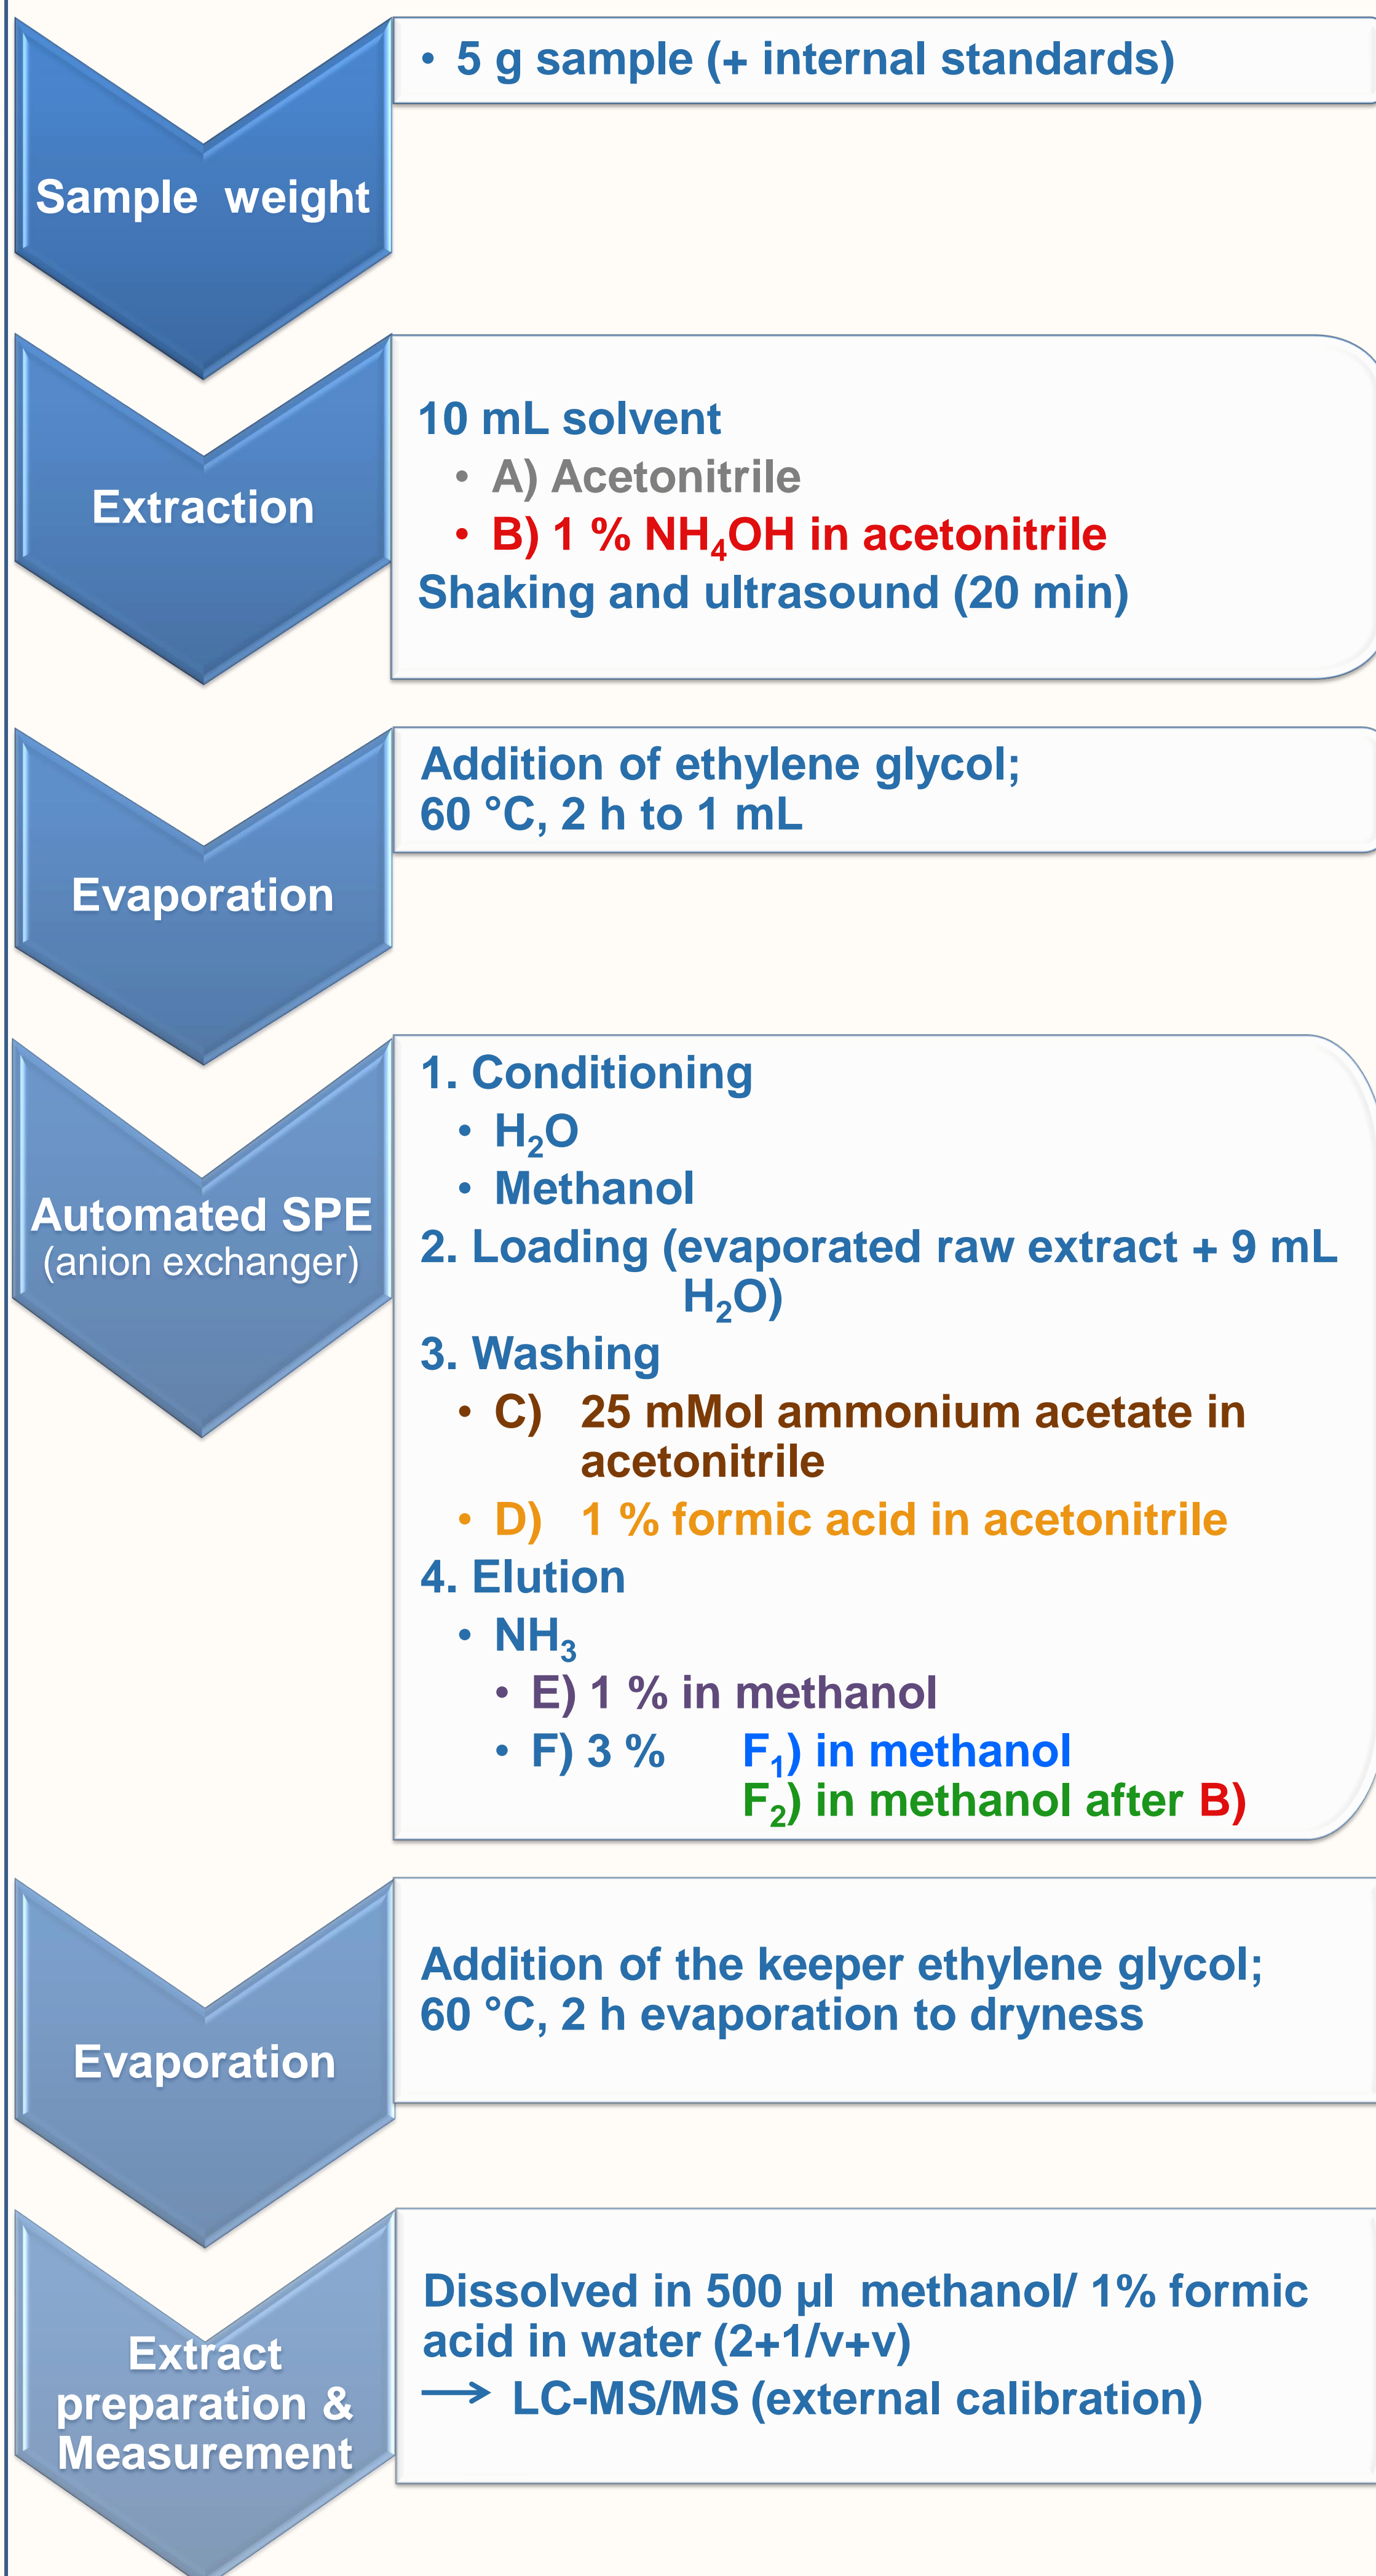 • 5 g sample (+ internal standards)
Sample weight
10 mL solvent
• A) Acetonitrile
• B) 1 % NH₄OH in acetonitrile
Shaking and ultrasound (20 min)
Extraction
Addition of ethylene glycol;
60 °C, 2 h to 1 mL
Evaporation
Automated SPE
(anion exchanger)
1. Conditioning
• H₂O
• Methanol
2. Loading (evaporated raw extract + 9 mL
H₂O)
3. Washing
• C) 25 mMol ammonium acetate in
acetonitrile
• D) 1 % formic acid in acetonitrile
4. Elution
• NH₃
• E) 1 % in methanol
• F) 3 % F₁) in methanol
F₂) in methanol after B)
Addition of the keeper ethylene glycol;
60 °C, 2 h evaporation to dryness
Evaporation
Extract
preparation &
Measurement
Dissolved in 500 µl methanol/ 1% formic
acid in water (2+1/v+v)
→ LC-MS/MS (external calibration)